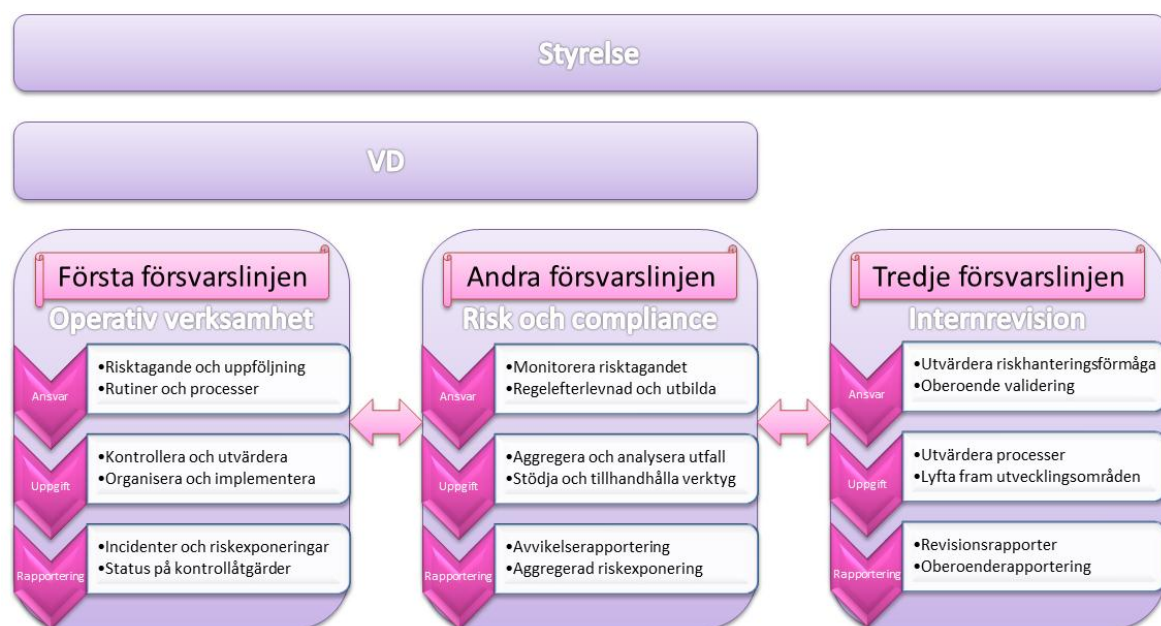 Styrelse
VD
Första försvarslinjen
Operativ verksamhet
Ansvar
•Risktagande och uppföljning
•Rutiner och processer
Uppgift
•Kontrollera och utvärdera
•Organisera och implementera
Rapportering
•Incidenter och riskexponeringar
•Status på kontrollåtgärder
Andra försvarslinjen
Risk och compliance
Ansvar
•Monitorera risktagandet
•Regelefterlevnad och utbilda
Uppgift
•Aggregera och analysera utfall
•Stödja och tillhandhålla verktyg
Rapportering
•Avvikelserapportering
•Aggregerad riskexponering
Tredje försvarslinjen
Internrevision
Ansvar
•Utvärdera riskhanteringsförmåga
•Oberoende validering
Uppgift
•Utvärdera processer
•Lyfta fram utvecklingsområden
Rapportering
•Revisionsrapporter
•Oberoenderapportering